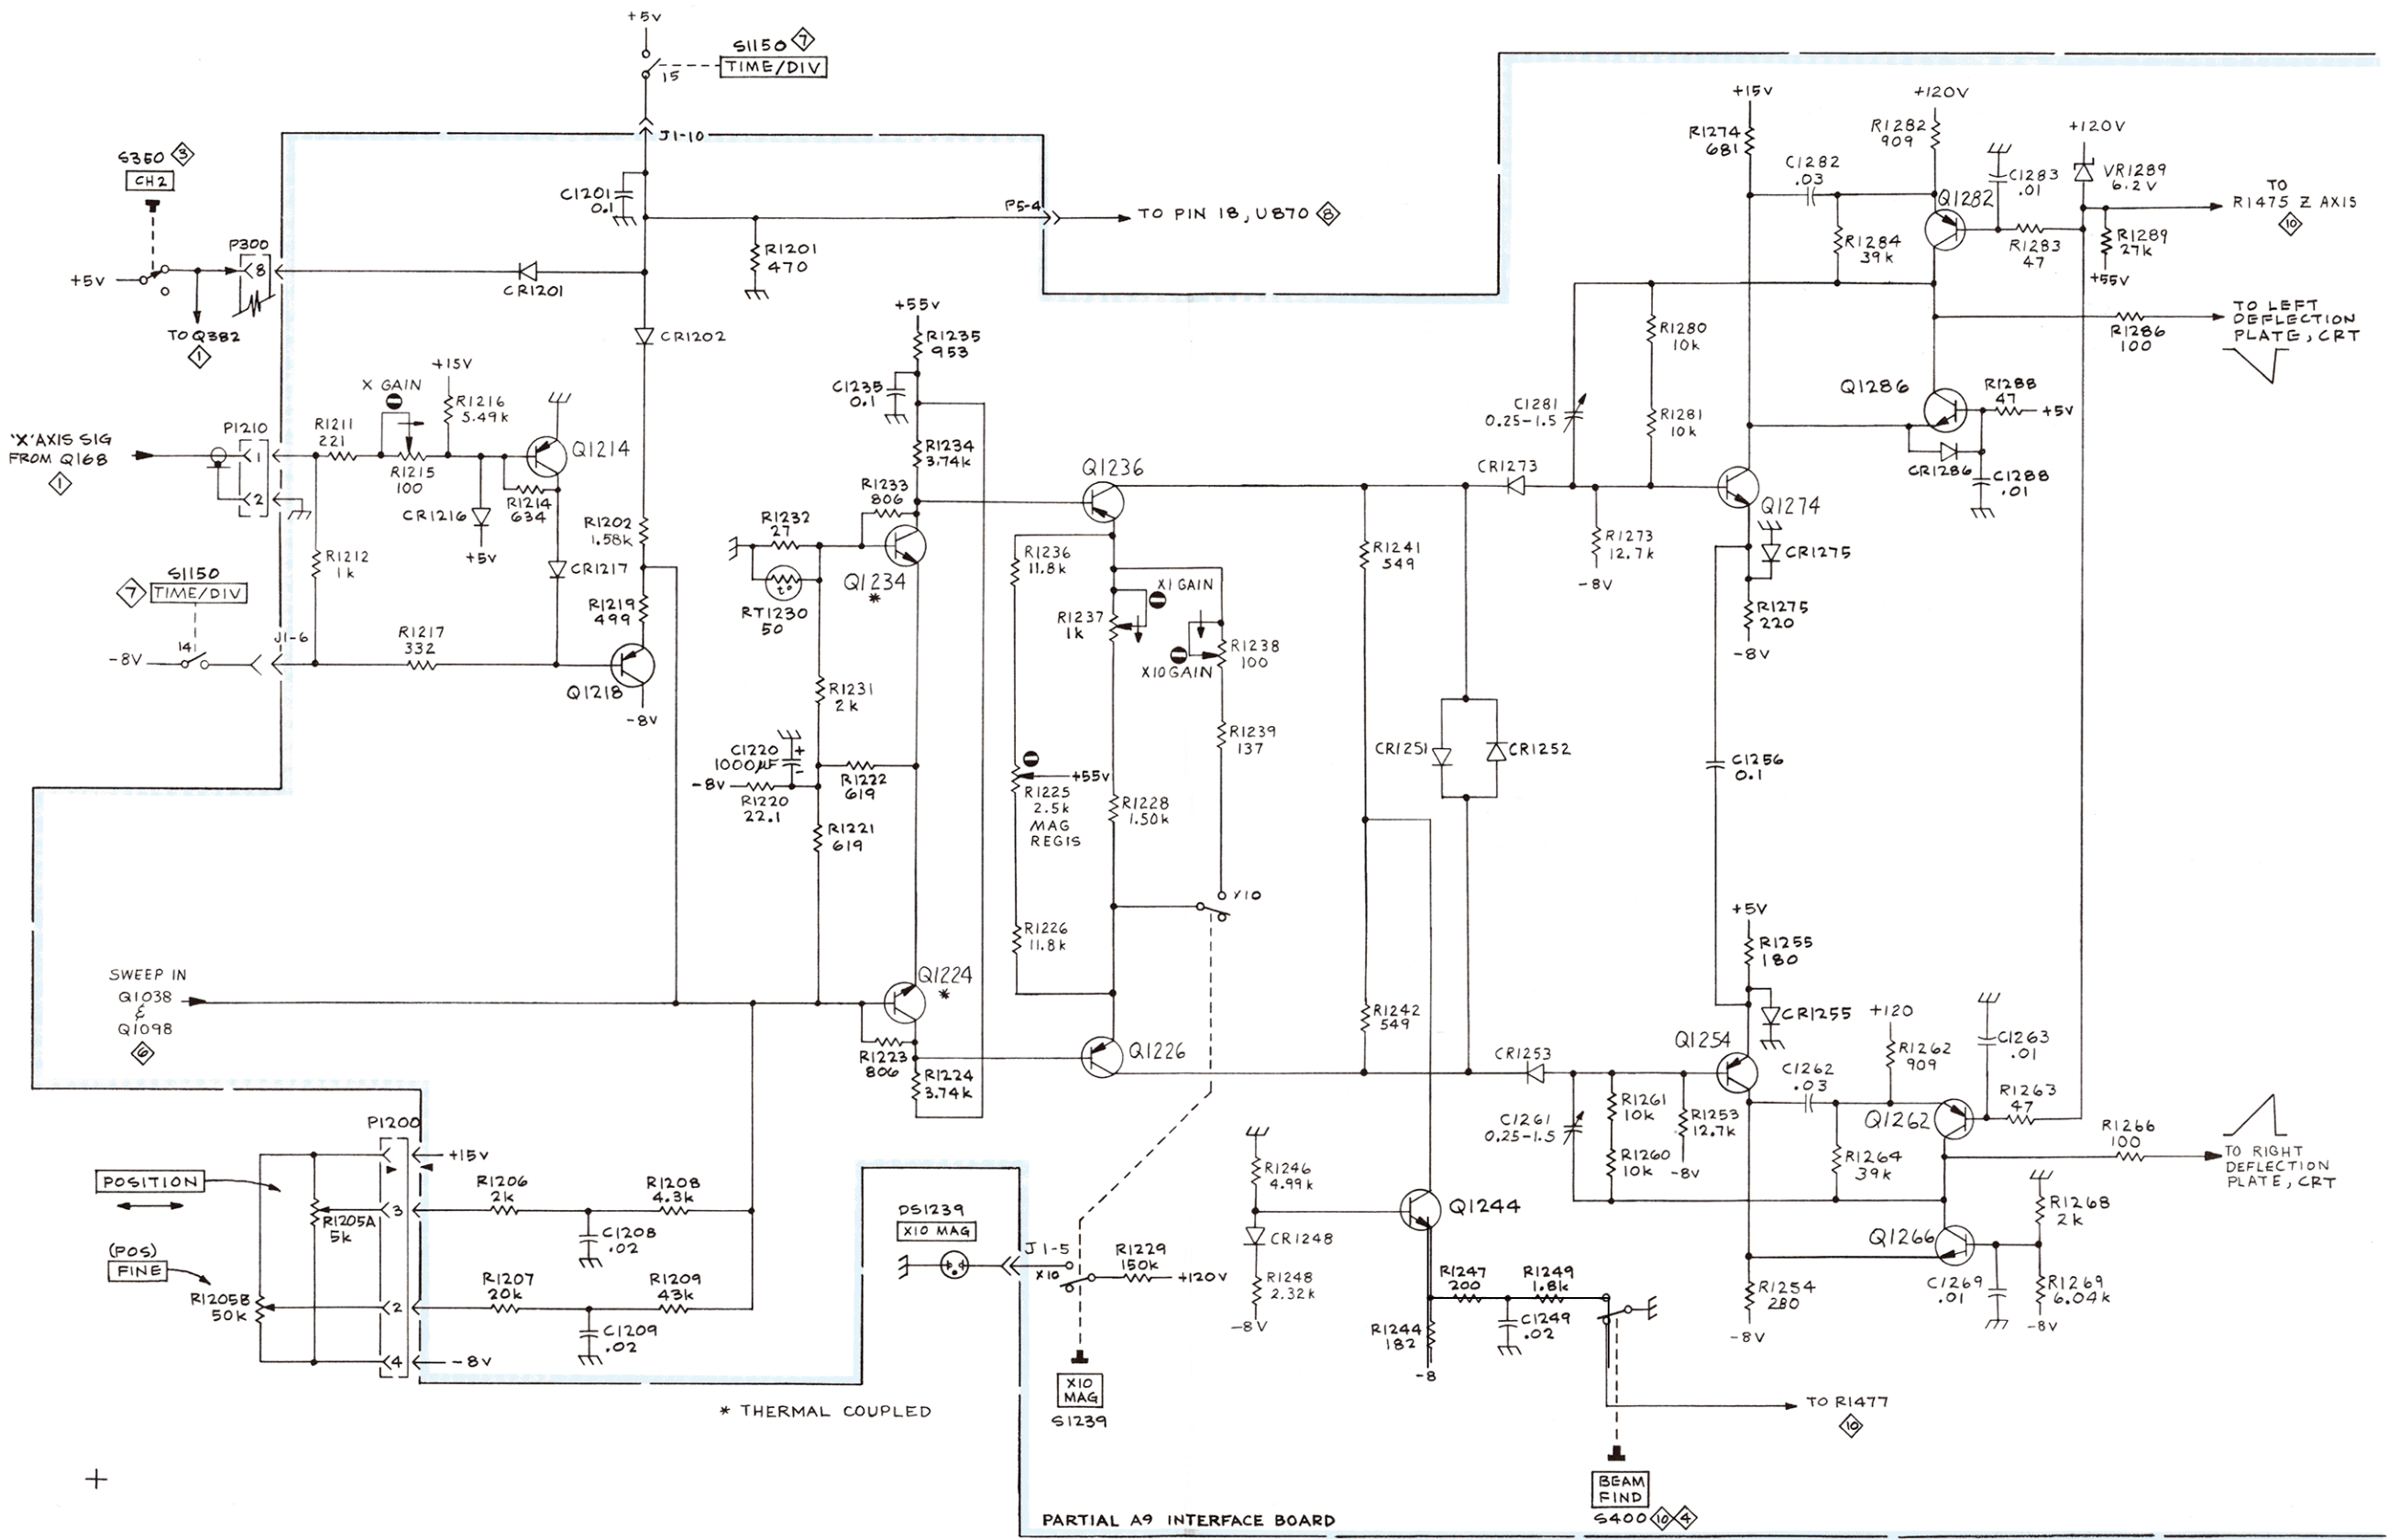 +5V
S1150 7
TIME/DIV
15
J1-10
S350 3
CH2
C1201
0.1
P5-4
TO PIN 18, U870 8
R1201
470
P300
+5V
8
CR1201
TO Q382
1
CR1202
X GAIN
+15V
R1216
5.49k
'X' AXIS SIG
FROM Q168
1
P1210
1
2
R1211
221
R1215
100
Q1214
R1214
634
CR1216
+5V
R1212
1k
CR1217
R1202
1.58k
R1219
499
7
S1150
TIME/DIV
14
J1-6
-8V
R1217
332
Q1218
-8V
+55V
R1235
953
C1235
0.1
R1234
3.74k
R1233
806
R1232
27
RT1230
50
t°
Q1234
*
R1231
2k
C1220
1000µF
+
-
-8V
R1220
22.1
R1222
619
R1221
619
Q1224
*
R1223
806
R1224
3.74k
SWEEP IN
Q1038
&
Q1098
6
Q1236
R1236
11.8k
X1 GAIN
R1237
1k
R1238
100
X10 GAIN
R1239
137
+55V
R1225
2.5k
MAG
REGIS
R1228
1.50k
X10
R1226
11.8k
Q1226
R1241
549
R1242
549
CR1251
CR1252
CR1273
CR1253
+15V
R1274
681
+120V
R1282
909
C1282
.03
Q1282
C1283
.01
+120V
VR1289
6.2V
TO
R1475 Z AXIS
10
R1284
39k
R1283
47
R1289
27k
+55V
R1280
10k
R1281
10k
C1281
0.25-1.5
R1286
100
TO LEFT
DEFLECTION
PLATE, CRT
Q1286
R1288
47
+5V
CR1286
C1288
.01
R1273
12.7k
-8V
Q1274
CR1275
R1275
220
-8V
C1256
0.1
+5V
R1255
180
CR1255
Q1254
+120
R1262
909
C1263
.01
C1262
.03
R1263
47
Q1262
C1261
0.25-1.5
R1261
10k
R1260
10k
R1253
12.7k
-8V
R1264
39k
R1266
100
TO RIGHT
DEFLECTION
PLATE, CRT
R1268
2k
Q1266
C1269
.01
R1269
6.04k
-8V
R1254
280
-8V
P1200
+15V
POSITION
R1205A
5k
3
R1206
2k
R1208
4.3k
C1208
.02
(POS)
FINE
R1205B
50k
2
R1207
20k
R1209
43k
C1209
.02
4
-8V
DS1239
X10 MAG
J1-5
X10
R1229
150k
+120V
X10
MAG
S1239
R1246
4.99k
CR1248
R1248
2.32k
-8V
Q1244
R1247
200
R1249
1.8k
R1244
182
-8
C1249
.02
TO R1477
10
BEAM
FIND
S400 10 4
* THERMAL COUPLED
PARTIAL A9 INTERFACE BOARD